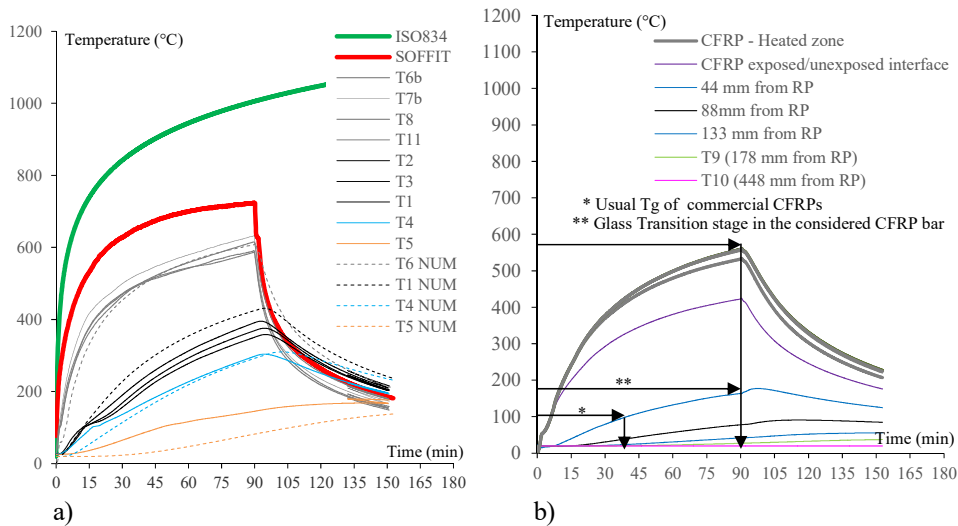 Temperature (°C)
1200
1000
800
600
400
200
0
0 15 30 45 60 75 90 105 120 135 150 165 180
Time (min)
ISO834
SOFFIT
T6b
T7b
T8
T11
T2
T3
T1
T4
T5
T6 NUM
T1 NUM
T4 NUM
T5 NUM
a)
Temperature (°C)
1200
1100
1000
900
800
700
600
500
400
300
200
100
0
0 15 30 45 60 75 90 105 120 135 150 165 180
Time (min)
CFRP - Heated zone
CFRP exposed/unexposed interface
44 mm from RP
88mm from RP
133 mm from RP
T9 (178 mm from RP)
T10 (448 mm from RP)
* Usual Tg of commercial CFRPs
** Glass Transition stage in the considered CFRP bar
**
*
b)